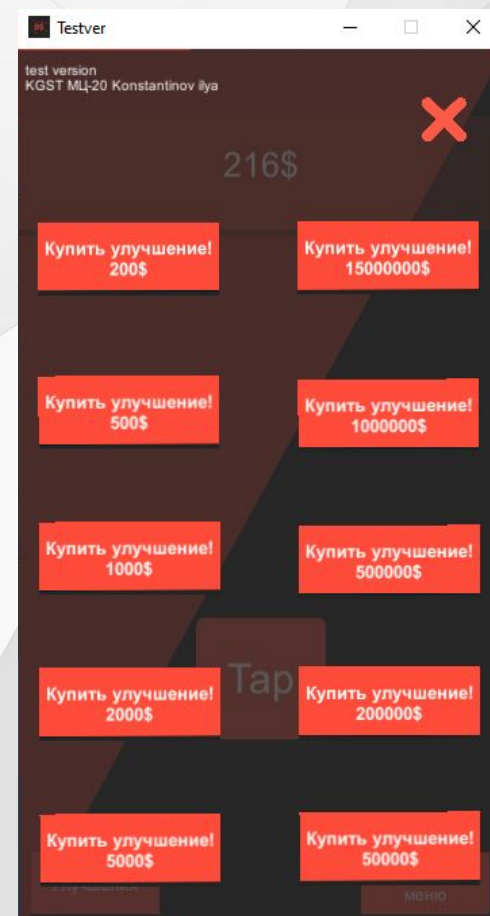 Testver
test version
KGST МЦ-20 Konstantinov ilya
216$
Купить улучшение!
200$
Купить улучшение!
15000000$
Купить улучшение!
500$
Купить улучшение!
1000000$
Купить улучшение!
1000$
Купить улучшение!
500000$
Tap
Купить улучшение!
2000$
Купить улучшение!
200000$
Купить улучшение!
5000$
Купить улучшение!
50000$
меню